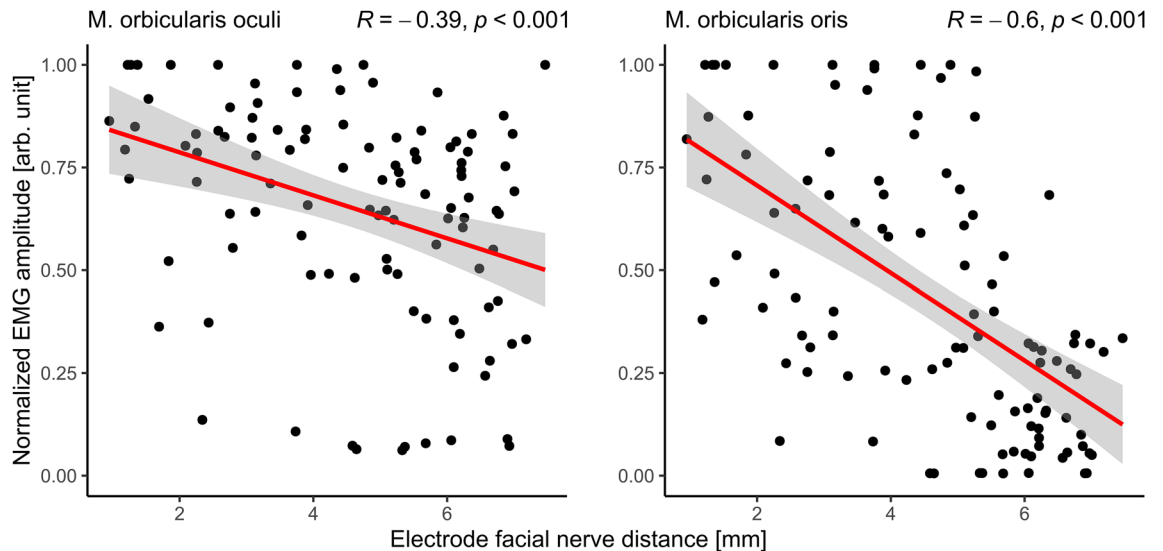 M. orbicularis oculi
R = − 0.39, p < 0.001
M. orbicularis oris
R = − 0.6, p < 0.001
Normalized EMG amplitude [arb. unit]
1.00
0.75
0.50
0.25
0.00
2 4 6
1.00
0.75
0.50
0.25
0.00
2 4 6
Electrode facial nerve distance [mm]